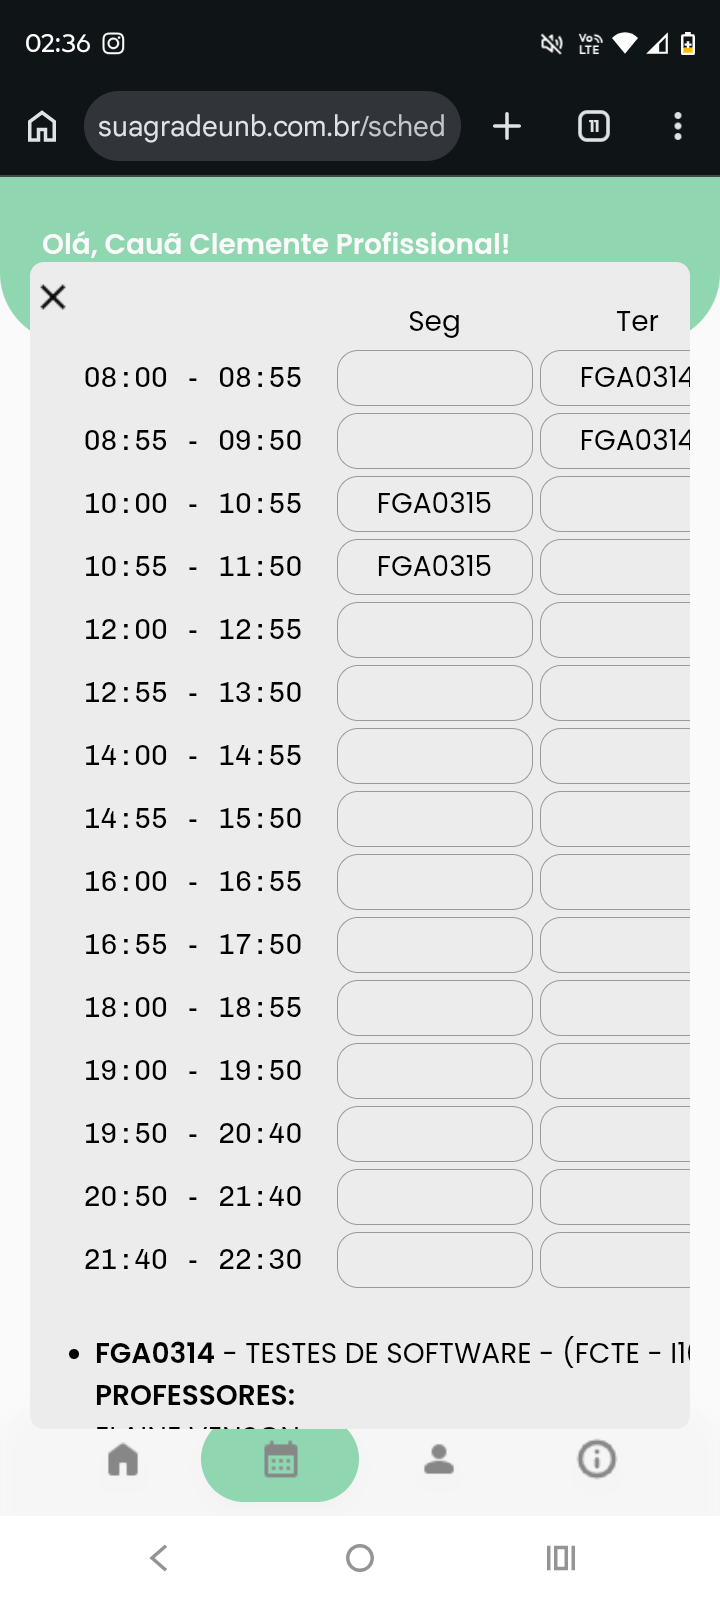 02:36
Vo LTE
suagradeunb.com.br/sched
11
Olá, Cauã Clemente Profissional!
Seg Ter
08:00 - 08:55 FGA0314
08:55 - 09:50 FGA0314
10:00 - 10:55 FGA0315
10:55 - 11:50 FGA0315
12:00 - 12:55
12:55 - 13:50
14:00 - 14:55
14:55 - 15:50
16:00 - 16:55
16:55 - 17:50
18:00 - 18:55
19:00 - 19:50
19:50 - 20:40
20:50 - 21:40
21:40 - 22:30
• FGA0314 - TESTES DE SOFTWARE - (FCTE - I1
PROFESSORES: